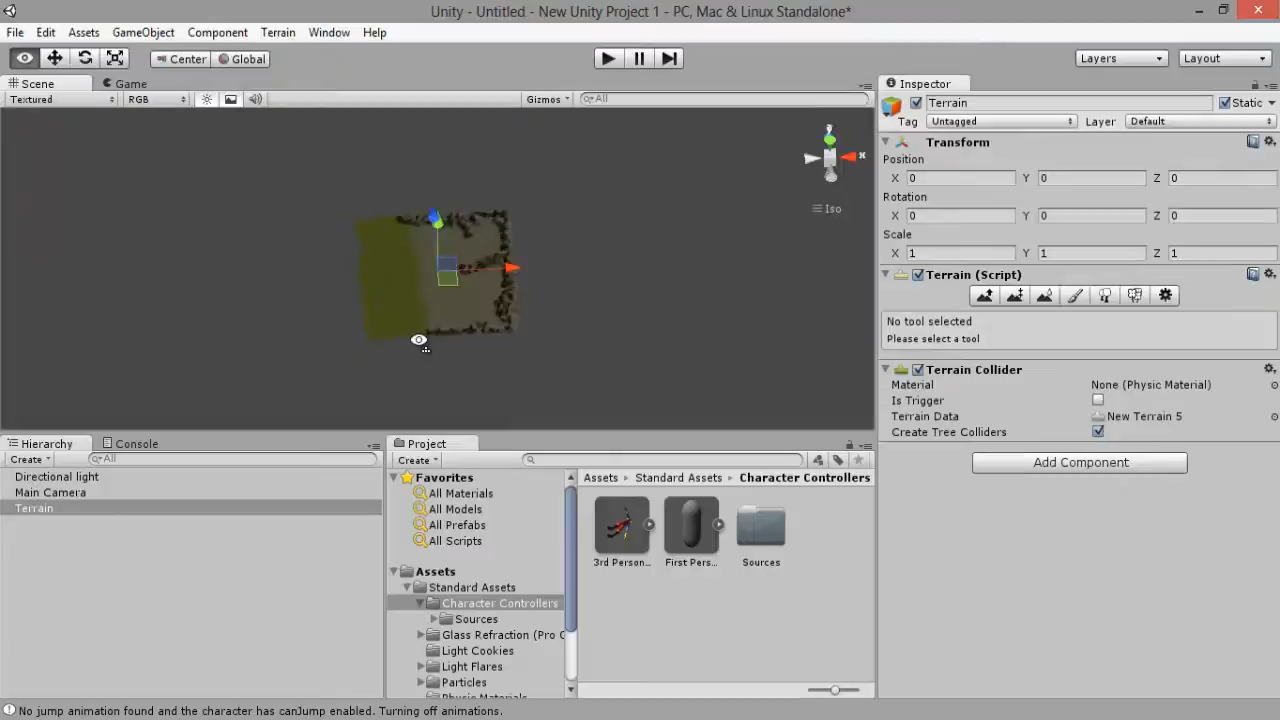 Unity - Untitled - New Unity Project 1 - PC, Mac & Linux Standalone*
File Edit Assets GameObject Component Terrain Window Help
Center Global Layers Layout
Scene Game
Textured RGB Gizmos All
y
x
Iso
Inspector
Terrain Static
Tag Untagged Layer Default
Transform
Position
X 0 Y 0 Z 0
Rotation
X 0 Y 0 Z 0
Scale
X 1 Y 1 Z 1
Terrain (Script)
No tool selected
Please select a tool
Terrain Collider
Material None (Physic Material)
Is Trigger
Terrain Data New Terrain 5
Create Tree Colliders
Add Component
Hierarchy Console
Create All
Directional light
Main Camera
Terrain
Project
Create
Favorites
All Materials
All Models
All Prefabs
All Scripts
Assets
Standard Assets
Character Controllers
Sources
Glass Refraction (Pro O
Light Cookies
Light Flares
Particles
Physic Materials
Assets Standard Assets Character Controllers
3rd Person... First Pers... Sources
No jump animation found and the character has canJump enabled. Turning off animations.